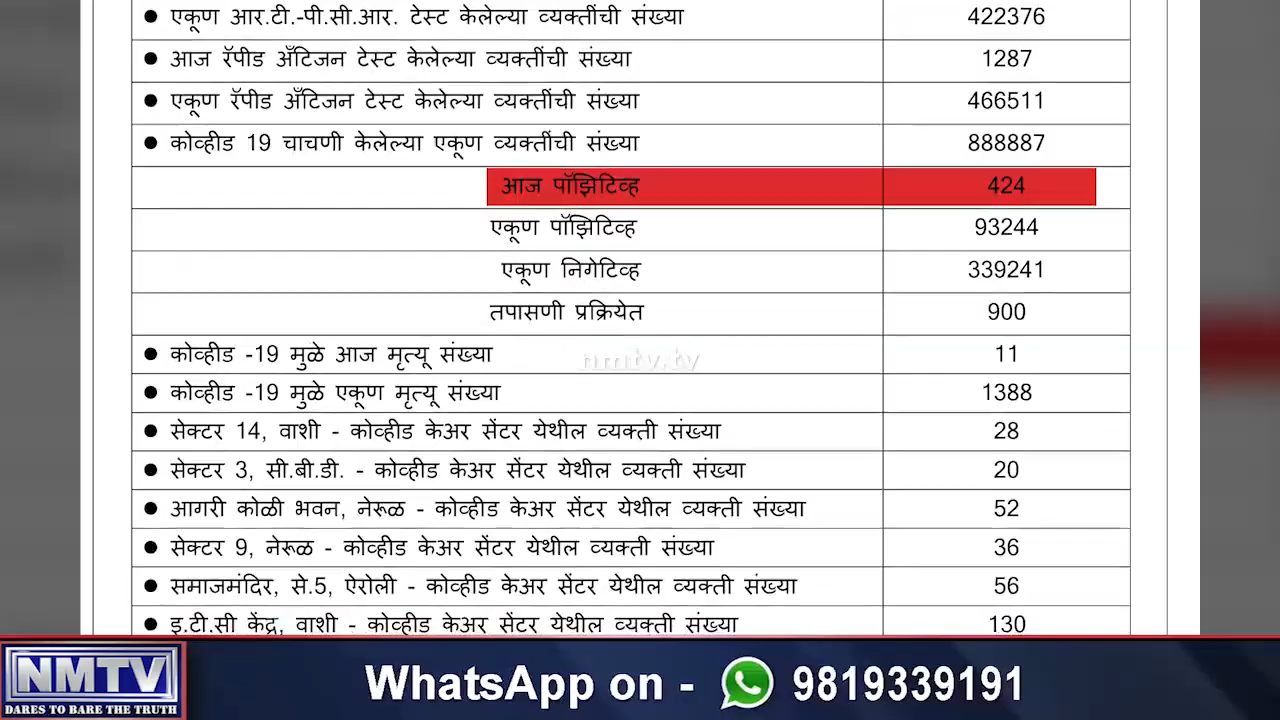 ● एकूण आर.टी.-पी.सी.आर. टेस्ट केलेल्या व्यक्तींची संख्या 422376
● आज रॅपीड अँटिजन टेस्ट केलेल्या व्यक्तींची संख्या 1287
● एकूण रॅपीड अँटिजन टेस्ट केलेल्या व्यक्तींची संख्या 466511
● कोव्हीड 19 चाचणी केलेल्या एकूण व्यक्तींची संख्या 888887
आज पॉझिटिव्ह 424
एकूण पॉझिटिव्ह 93244
एकूण निगेटिव्ह 339241
तपासणी प्रक्रियेत 900
● कोव्हीड -19 मुळे आज मृत्यू संख्या 11
nmtv.tv
● कोव्हीड -19 मुळे एकूण मृत्यू संख्या 1388
● सेक्टर 14, वाशी - कोव्हीड केअर सेंटर येथील व्यक्ती संख्या 28
● सेक्टर 3, सी.बी.डी. - कोव्हीड केअर सेंटर येथील व्यक्ती संख्या 20
● आगरी कोळी भवन, नेरूळ - कोव्हीड केअर सेंटर येथील व्यक्ती संख्या 52
● सेक्टर 9, नेरूळ - कोव्हीड केअर सेंटर येथील व्यक्ती संख्या 36
● समाजमंदिर, से.5, ऐरोली - कोव्हीड केअर सेंटर येथील व्यक्ती संख्या 56
● इ.टी.सी केंद्र, वाशी - कोव्हीड केअर सेंटर येथील व्यक्ती संख्या 130
NMTV
DARES TO BARE THE TRUTH
WhatsApp on - 9819339191